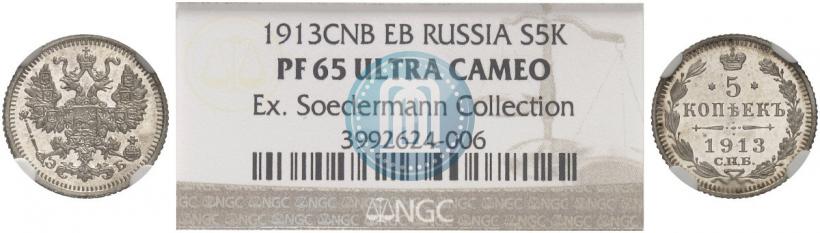 Э Б
1913CNB EB RUSSIA S5K
PF 65 ULTRA CAMEO
Ex. Soedermann Collection
3992624-006
NGC
5
КОПѢЕКЪ
1913
С.П.Б.